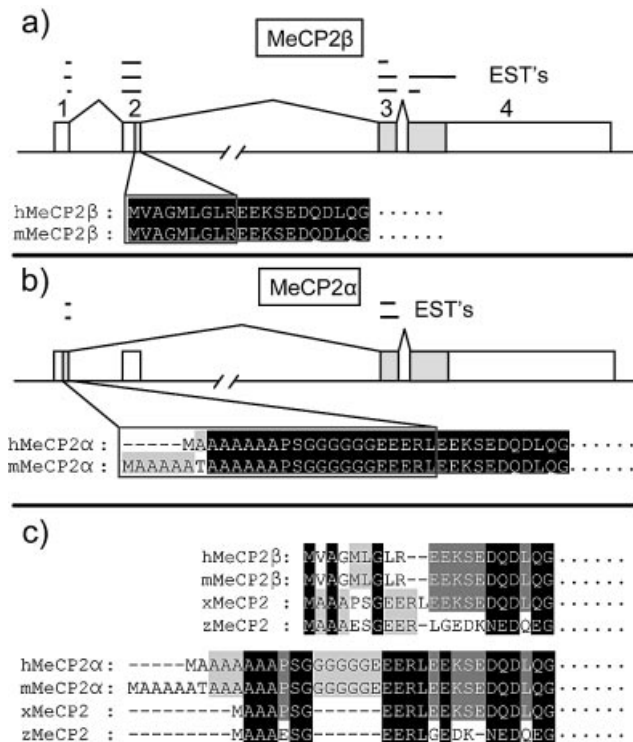 a)
MeCP2β
EST's
1 2 3 4
hMeCP2β : MVAGMLGLREEKSEDQDLQG ......
mMeCP2β : MVAGMLGLREEKSEDQDLQG ......
b)
MeCP2α
EST's
hMeCP2α : -----MAAAAAAAPSGGGGGGEEERLEEKSEDQDLQG ......
mMeCP2α : MAAAAATAAAAAAPSGGGGGGEEERLEEKSEDQDLQG ......
c)
hMeCP2β: MVAGMLGLR--EEKSEDQDLQG ......
mMeCP2β: MVAGMLGLR--EEKSEDQDLQG ......
xMeCP2 : MAAAPSGEERLEEKSEDQDLQG ......
zMeCP2 : MAAAESGEER-LGEDKNEDQEG ......
hMeCP2α: -----MAAAAAAAPSGGGGGGEEERLEEKSEDQDLQG ......
mMeCP2α: MAAAAATAAAAAAPSGGGGGGEEERLEEKSEDQDLQG ......
xMeCP2 : ---------MAAAPSG------EERLEEKSEDQDLQG ......
zMeCP2 : ---------MAAAESG------EERLGEDK-NEDQEG ......